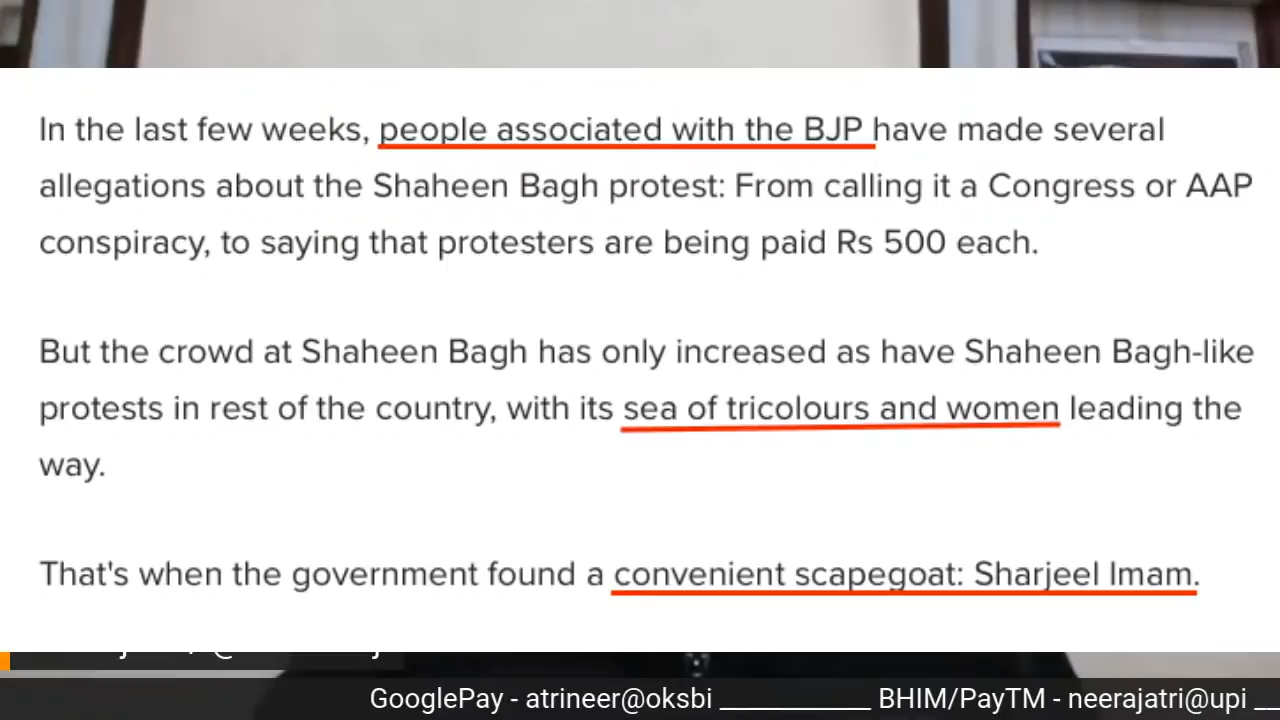 In the last few weeks, people associated with the BJP have made several
allegations about the Shaheen Bagh protest: From calling it a Congress or AAP
conspiracy, to saying that protesters are being paid Rs 500 each.
But the crowd at Shaheen Bagh has only increased as have Shaheen Bagh-like
protests in rest of the country, with its sea of tricolours and women leading the
way.
That's when the government found a convenient scapegoat: Sharjeel Imam.
GooglePay - atrineer@oksbi ___________ BHIM/PayTM - neerajatri@upi __